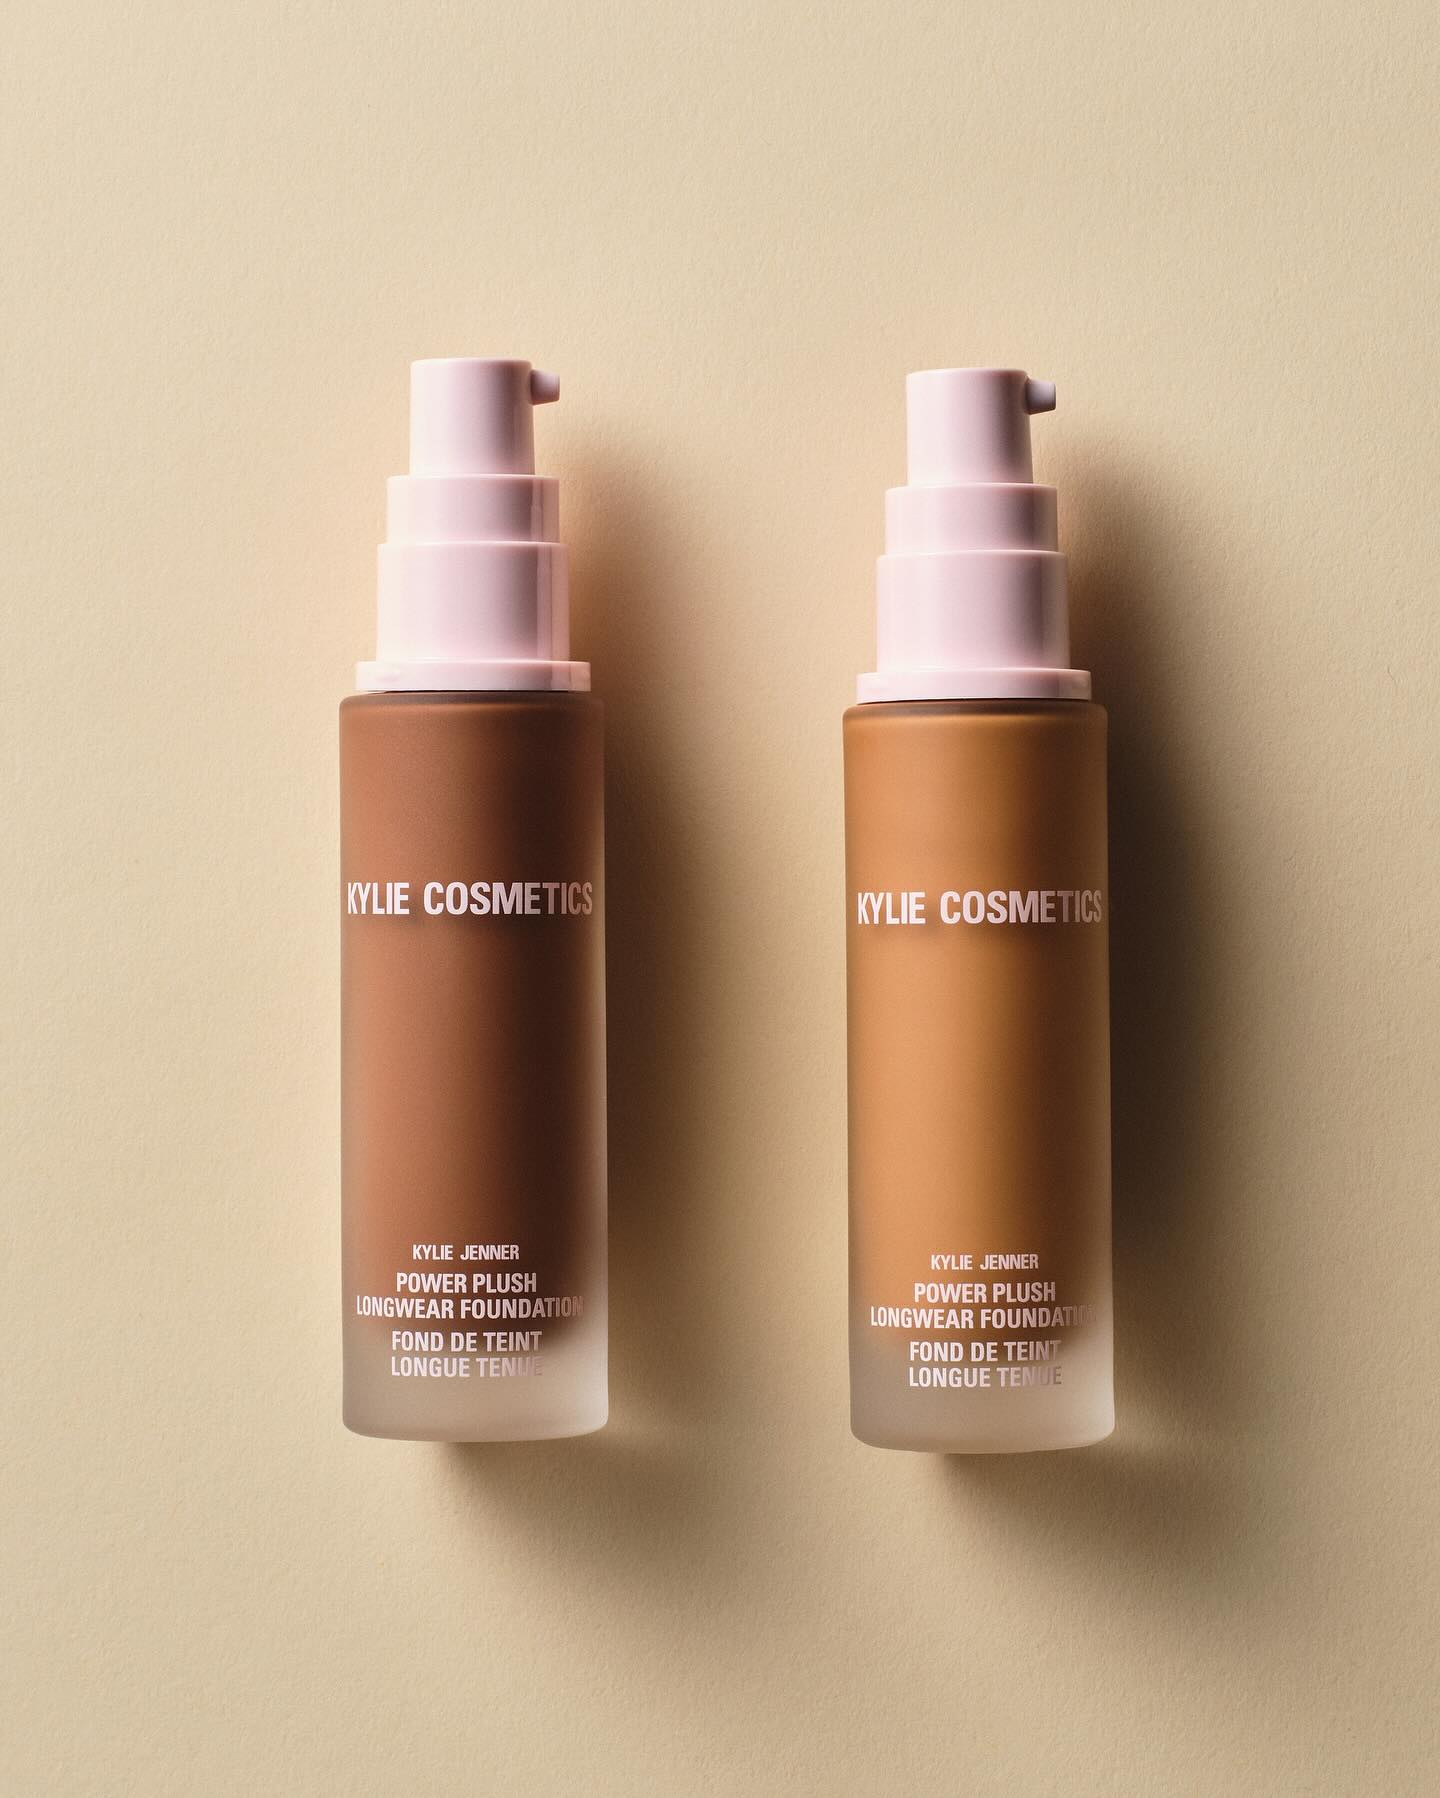 KYLIE COSMETICS
KYLIE JENNER
POWER PLUSH
LONGWEAR FOUNDATION
FOND DE TEINT
LONGUE TENUE
KYLIE COSMETICS
KYLIE JENNER
POWER PLUSH
LONGWEAR FOUNDATION
FOND DE TEINT
LONGUE TENUE